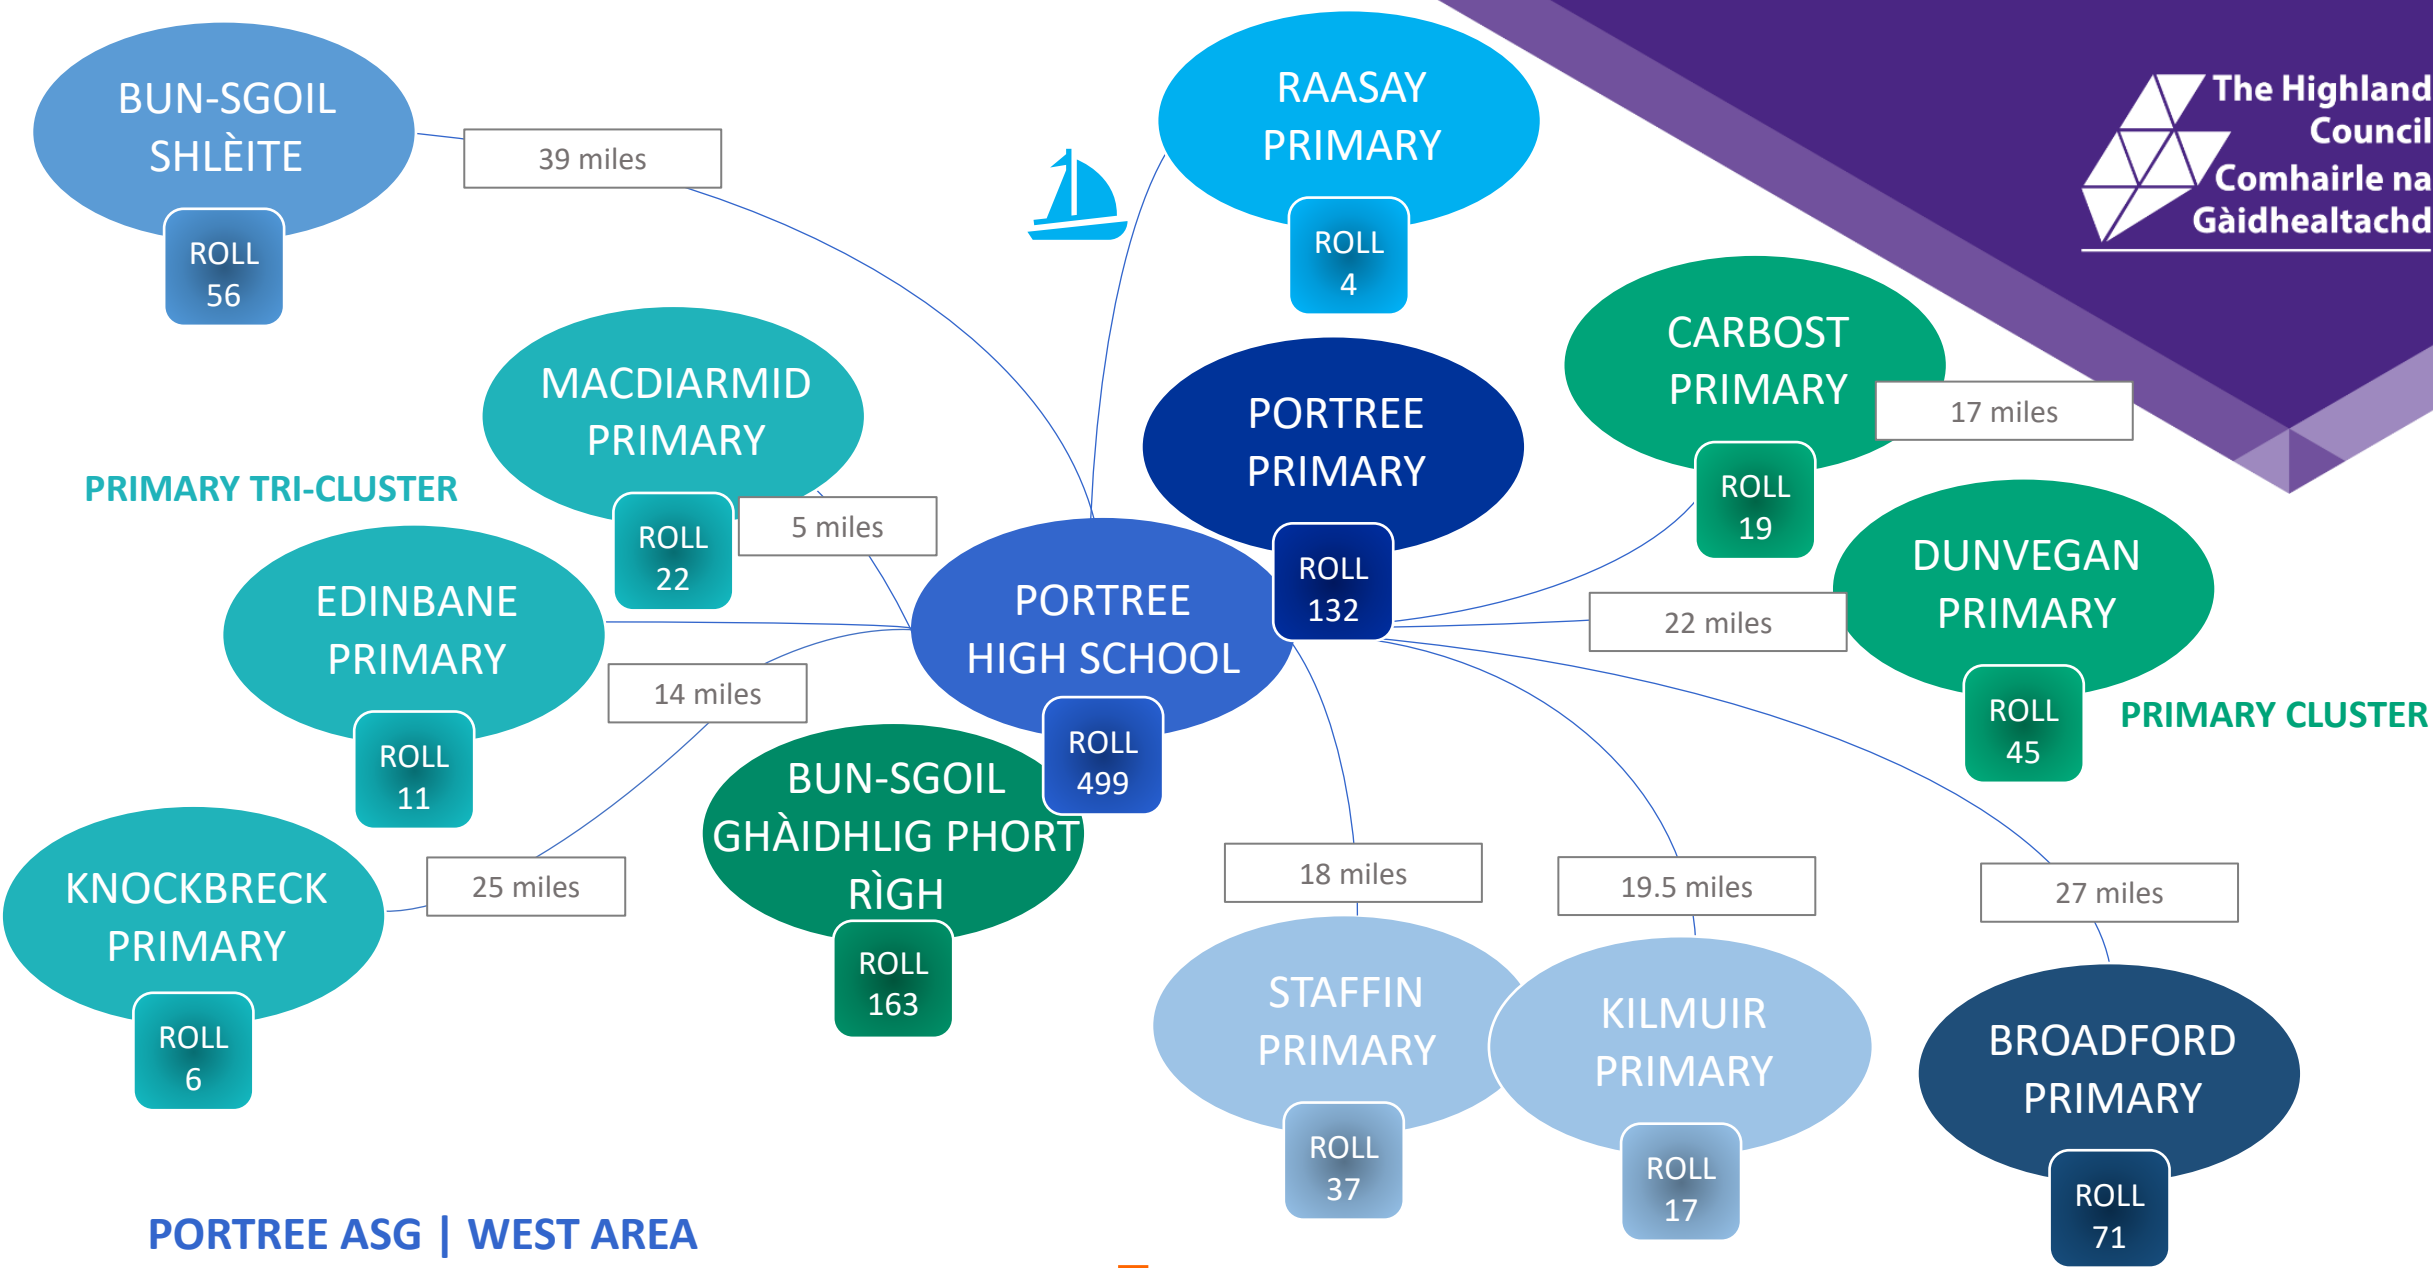 The Highland
Council
Comhairle na
Gàidhealtachd
BUN-SGOIL
SHLÈITE
ROLL
56
39 miles
RAASAY
PRIMARY
ROLL
4
MACDIARMID
PRIMARY
ROLL
22
5 miles
PORTREE
PRIMARY
ROLL
132
CARBOST
PRIMARY
ROLL
19
17 miles
PRIMARY TRI-CLUSTER
EDINBANE
PRIMARY
ROLL
11
14 miles
PORTREE
HIGH SCHOOL
ROLL
499
22 miles
DUNVEGAN
PRIMARY
ROLL
45
PRIMARY CLUSTER
KNOCKBRECK
PRIMARY
ROLL
6
25 miles
BUN-SGOIL
GHÀIDHLIG PHORT
RÌGH
ROLL
163
18 miles
STAFFIN
PRIMARY
ROLL
37
19.5 miles
KILMUIR
PRIMARY
ROLL
17
27 miles
BROADFORD
PRIMARY
ROLL
71
PORTREE ASG | WEST AREA